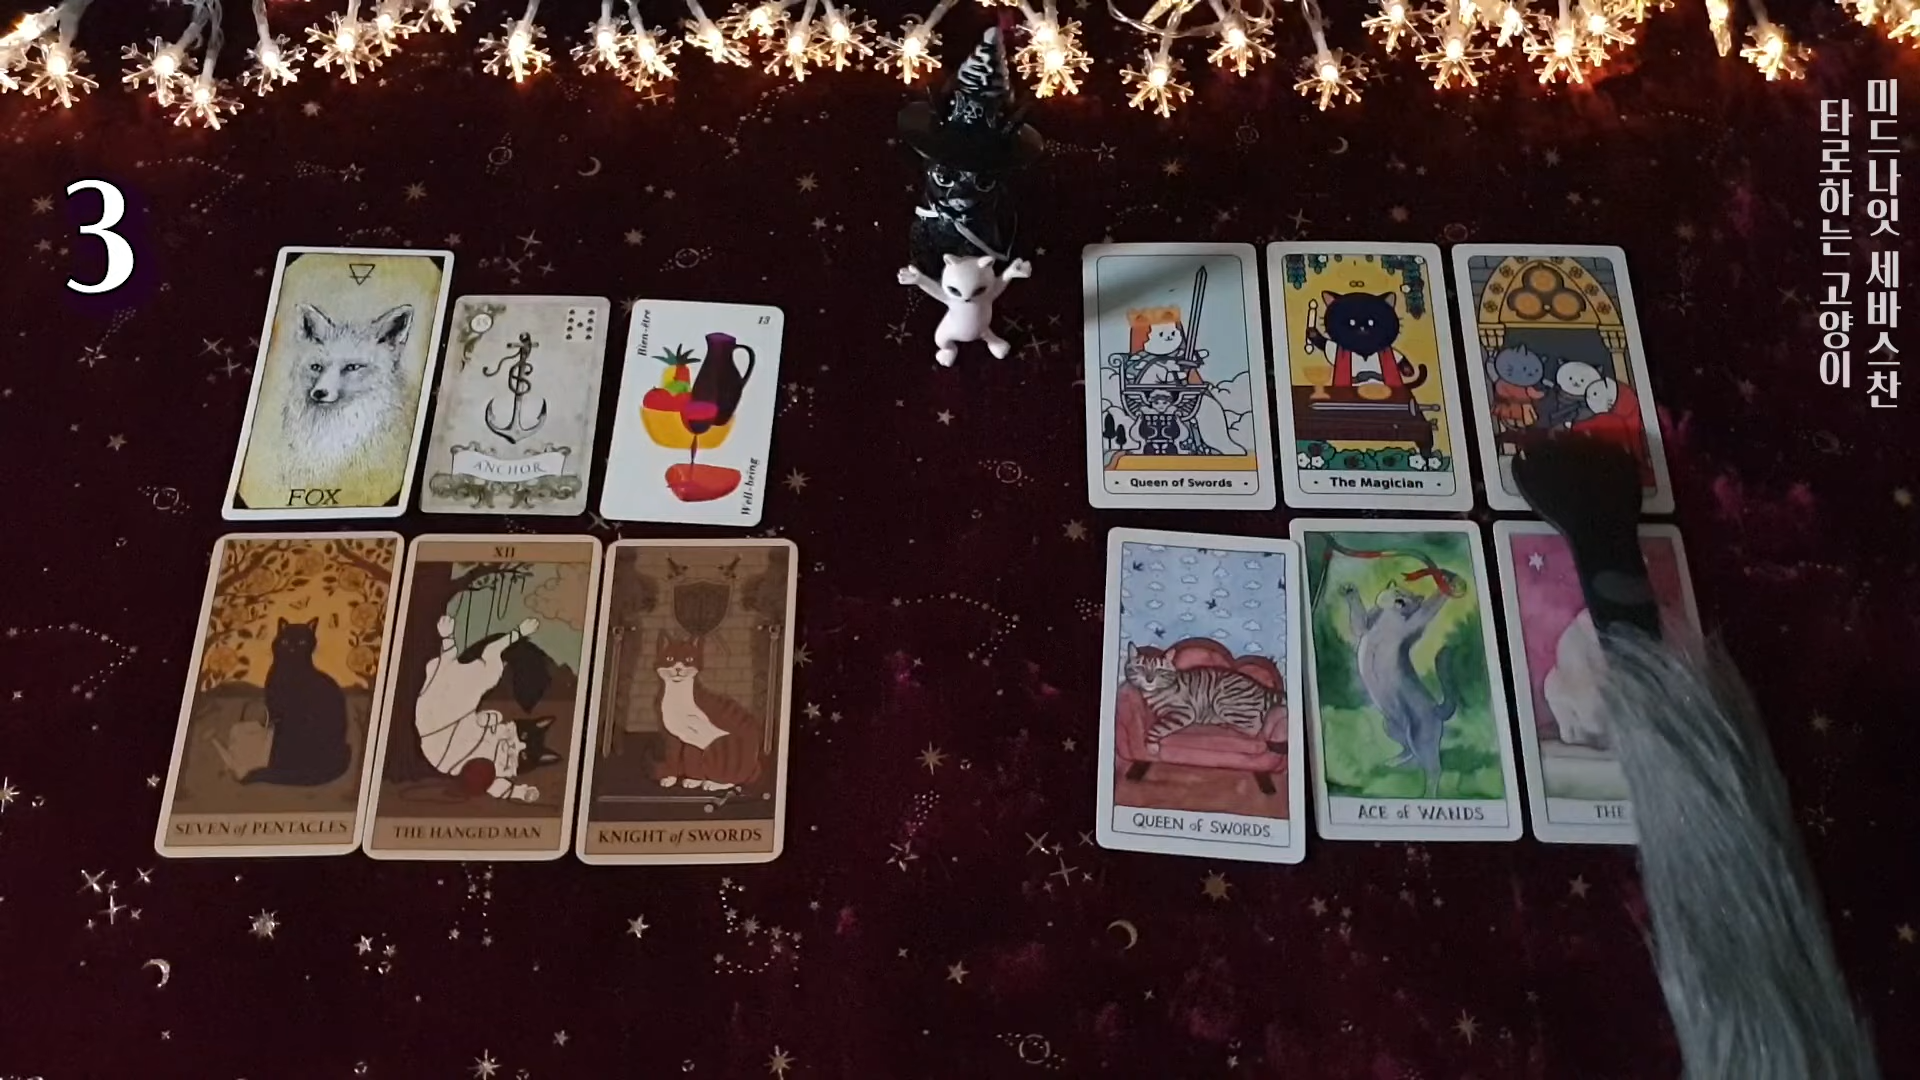 미드나잇 세바스찬
타로하는 고양이
3
FOX
15
ANCHOR
Bien-être
13
Well-being
Queen of Swords
The Magician
SEVEN of PENTACLES
XII
THE HANGED MAN
KNIGHT of SWORDS
QUEEN of SWORDS
ACE of WANDS
THE